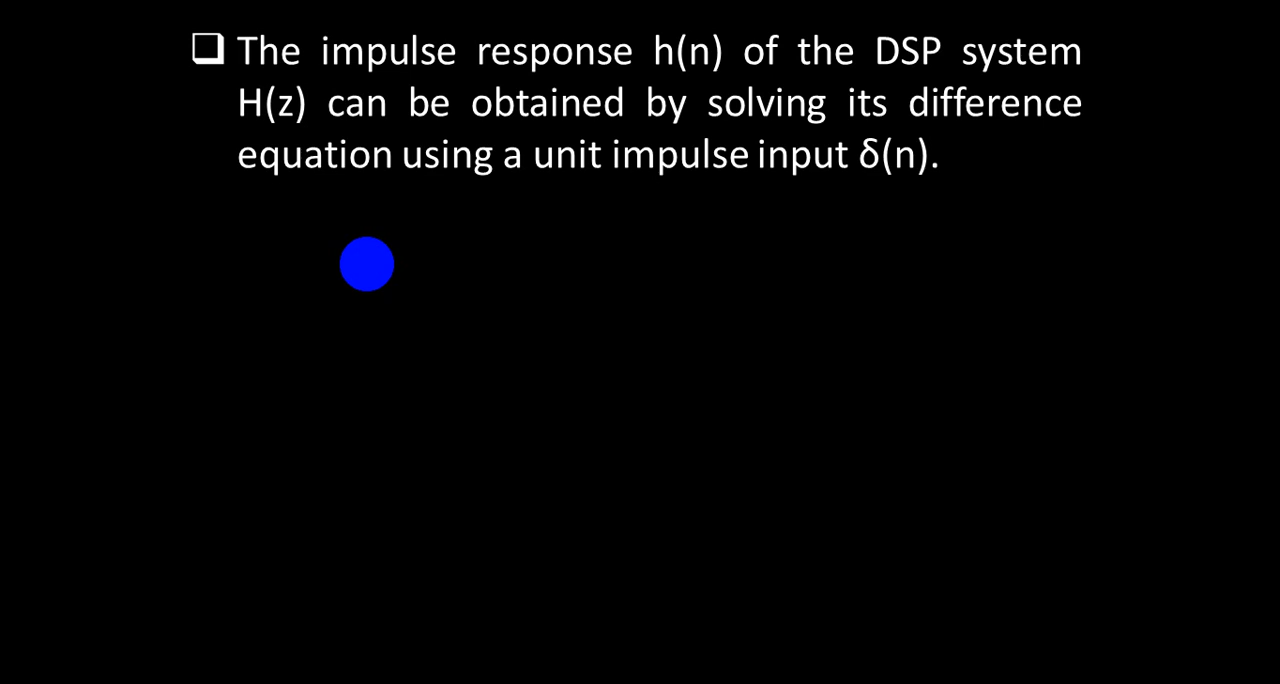 ❑ The impulse response h(n) of the DSP system
H(z) can be obtained by solving its difference
equation using a unit impulse input δ(n).